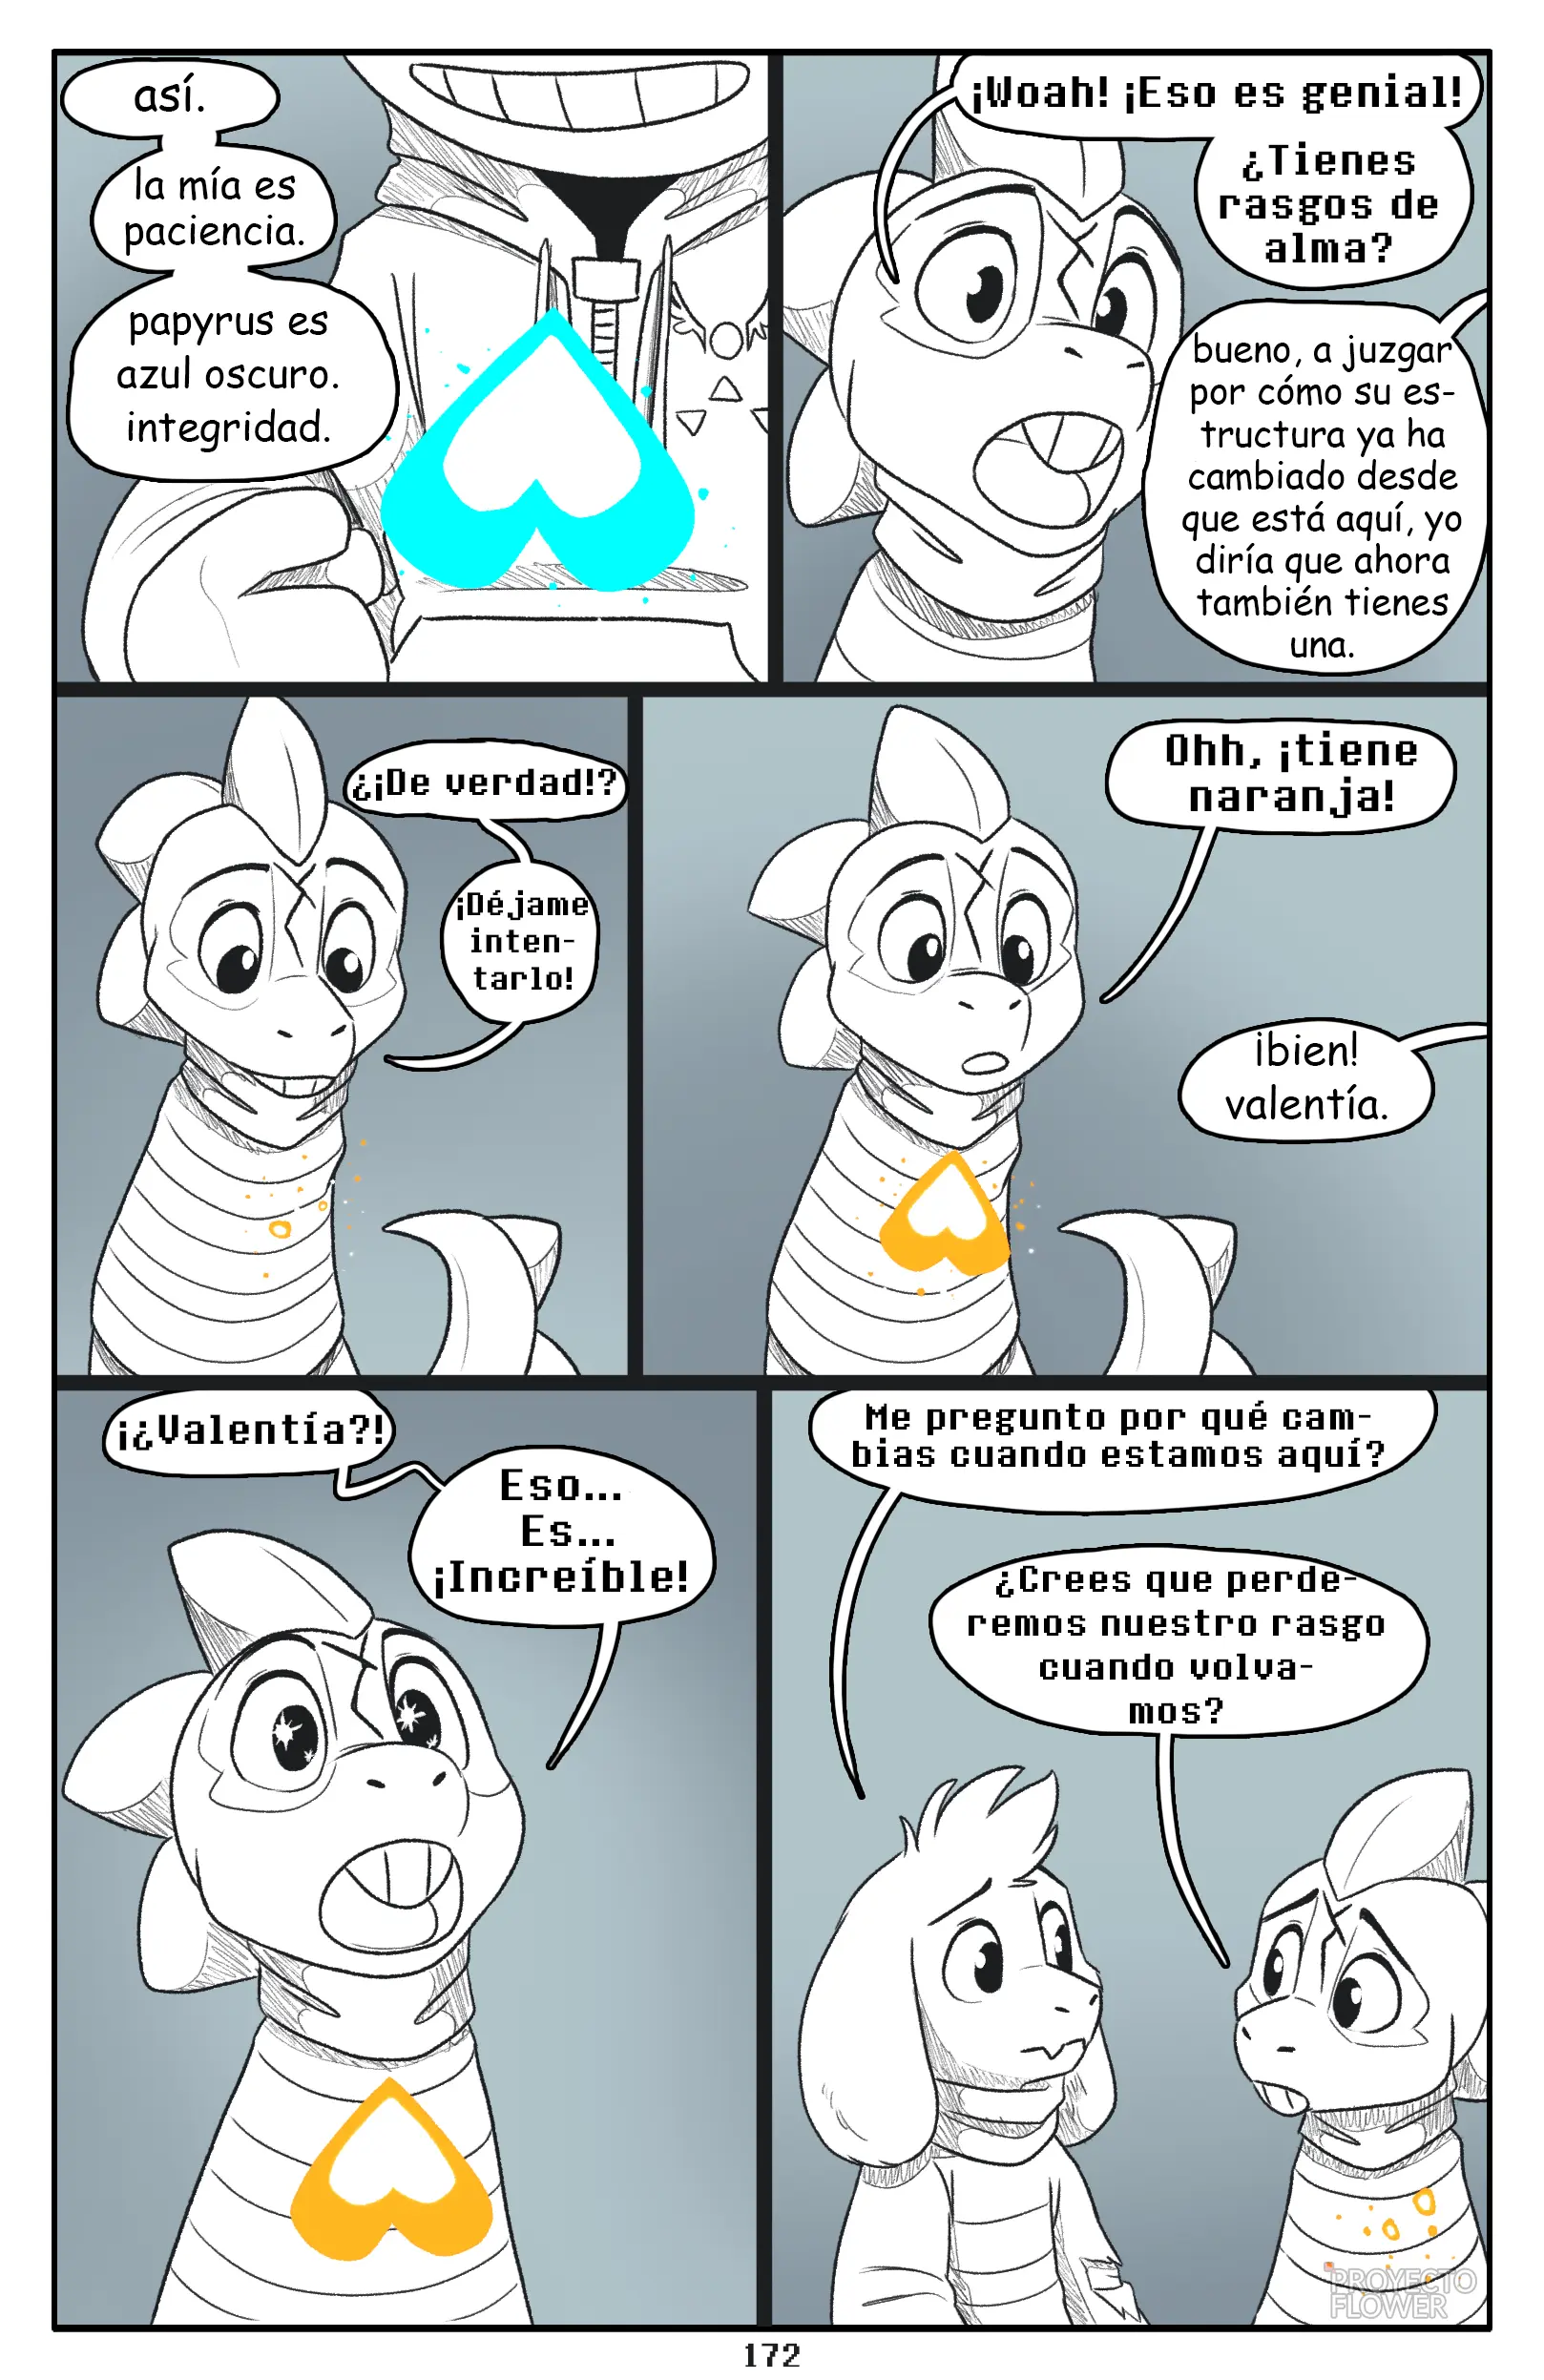 así.
la mía es
paciencia.
papyrus es
azul oscuro.
integridad.
¡Woah! ¡Eso es genial!
¿Tienes
rasgos de
alma?
bueno, a juzgar
por cómo su es-
tructura ya ha
cambiado desde
que está aquí, yo
diría que ahora
también tienes
una.
¿¡De verdad!?
¡Déjame
inten-
tarlo!
Ohh, ¡tiene
naranja!
¡bien!
valentía.
¡¿Valentía?!
Eso...
Es...
¡Increíble!
Me pregunto por qué cam-
bias cuando estamos aquí?
¿Crees que perde-
remos nuestro rasgo
cuando volva-
mos?
PROYECTO
FLOWER
172